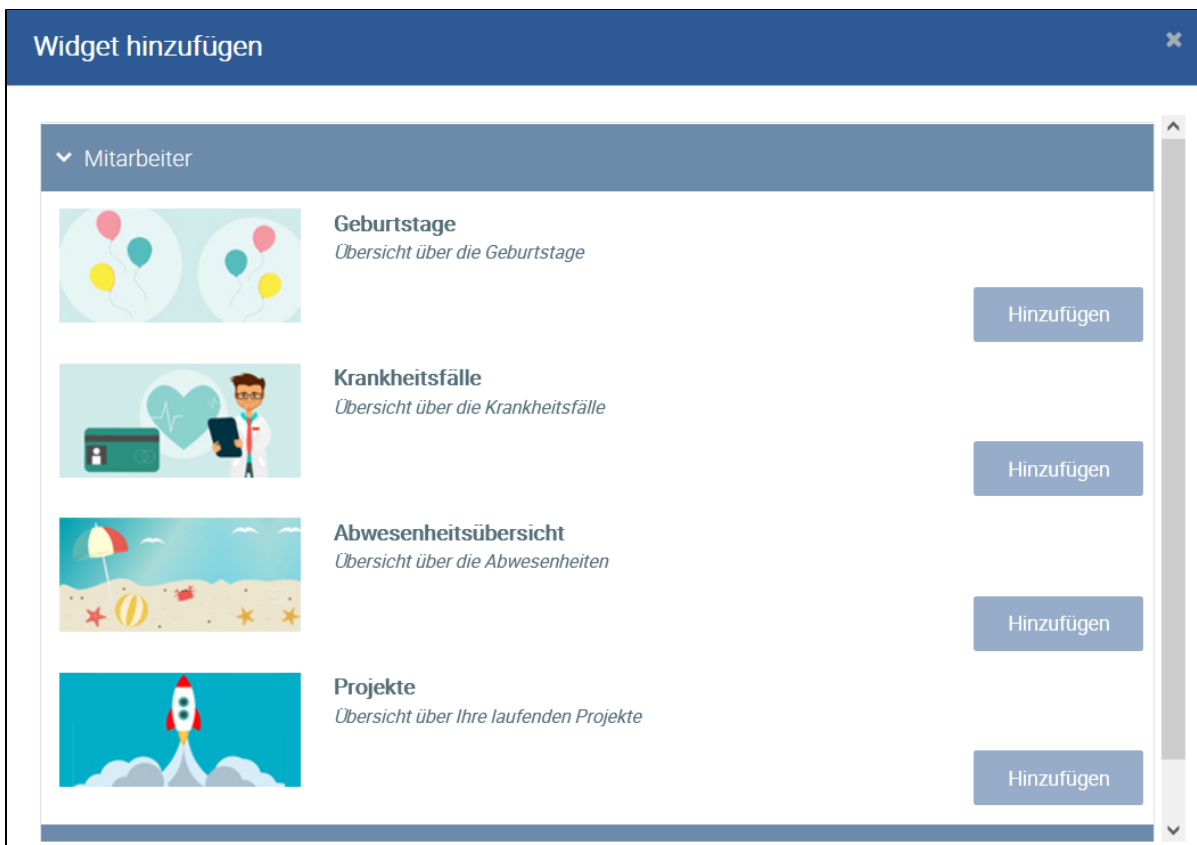 Widget hinzufügen
Mitarbeiter
Geburtstage
Übersicht über die Geburtstage
Hinzufügen
Krankheitsfälle
Übersicht über die Krankheitsfälle
Hinzufügen
Abwesenheitsübersicht
Übersicht über die Abwesenheiten
Hinzufügen
Projekte
Übersicht über Ihre laufenden Projekte
Hinzufügen